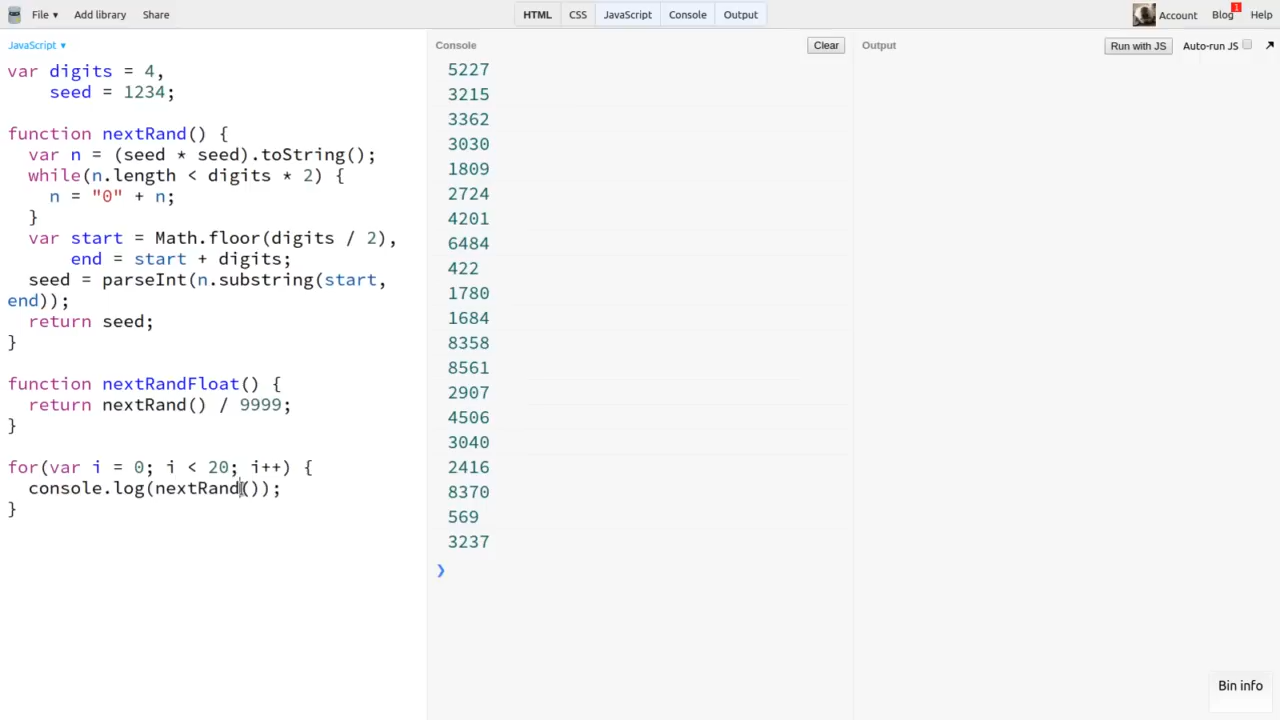 File ▾ Add library Share HTML CSS JavaScript Console Output Account Blog 1 Help
JavaScript ▾
var digits = 4,
    seed = 1234;
function nextRand() {
  var n = (seed * seed).toString();
  while(n.length < digits * 2) {
    n = "0" + n;
  }
  var start = Math.floor(digits / 2),
      end = start + digits;
  seed = parseInt(n.substring(start,
end));
  return seed;
}
function nextRandFloat() {
  return nextRand() / 9999;
}
for(var i = 0; i < 20; i++) {
  console.log(nextRand());
}
Console Clear
5227
3215
3362
3030
1809
2724
4201
6484
422
1780
1684
8358
8561
2907
4506
3040
2416
8370
569
3237
❯
Output Run with JS Auto-run JS
Bin info